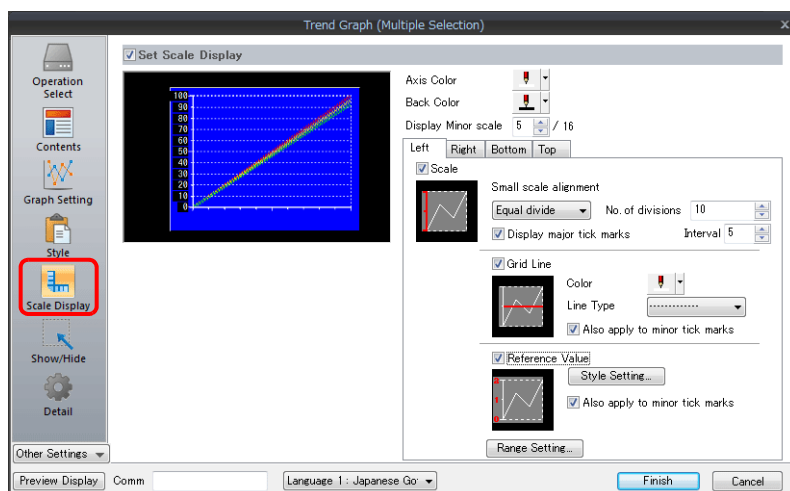 Trend Graph (Multiple Selection)
x
Operation
Select
Contents
Graph Setting
Style
Scale Display
Show/Hide
Detail
Other Settings
Set Scale Display
100
90
80
70
60
50
40
30
20
10
0
Axis Color
Back Color
Display Minor scale 5 / 16
Left Right Bottom Top
Scale
Small scale alignment
Equal divide No. of divisions 10
Display major tick marks Interval 5
Grid Line
Color
Line Type
Also apply to minor tick marks
Reference Value
Style Setting...
2
1
0
Also apply to minor tick marks
Range Setting...
Preview Display Comm Language 1 : Japanese Go Finish Cancel